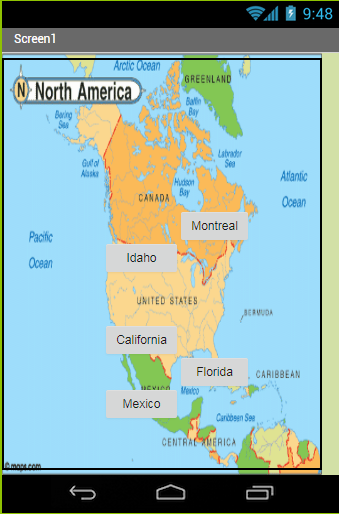 9:48
Screen1
Arctic Ocean
GREENLAND
N North America
Baffin
Bay
Bering
Sea
Gulf of
Alaska
Labrador
Sea
Hudson
Bay
Atlantic
Ocean
CANADA
Montreal
Pacific
Ocean
Idaho
UNITED STATES
BERMUDA
California
Florida
CARIBBEAN
MEXICO
Mexico
Mexico
Caribbean Sea
CENTRAL AMERICA
© maps.com